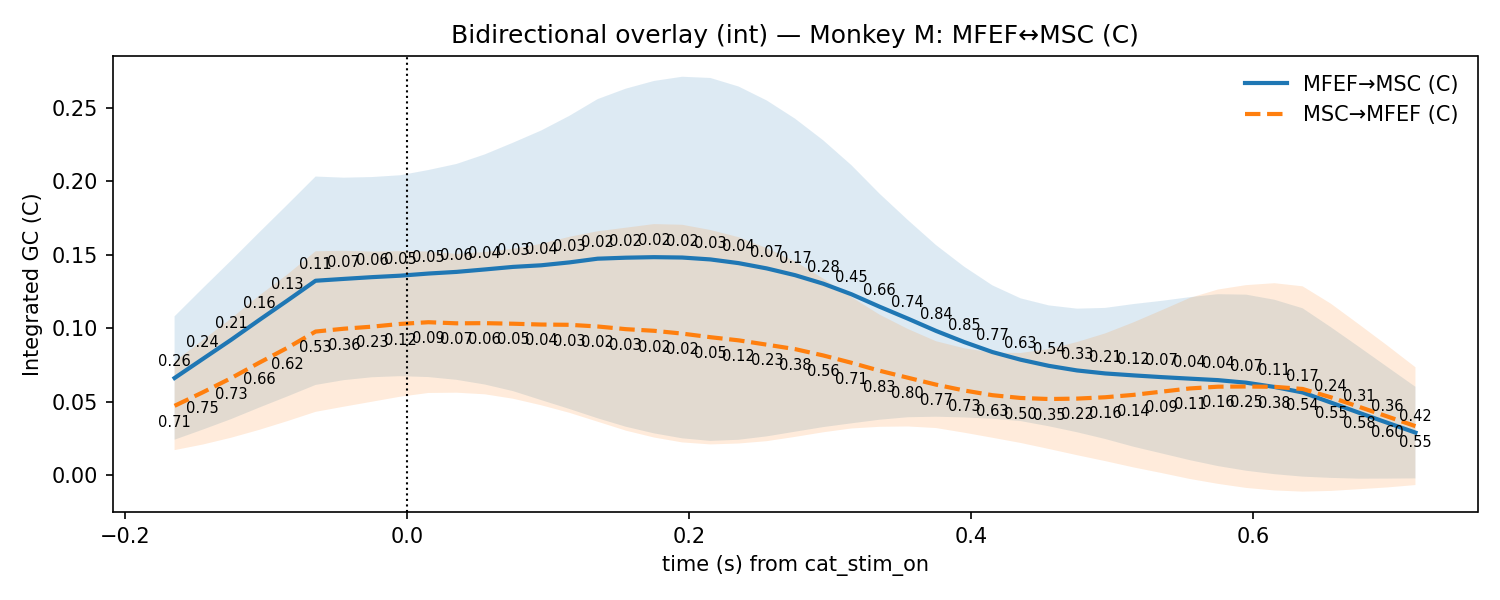 Bidirectional overlay (int) — Monkey M: MFEF↔MSC (C)
MFEF→MSC (C)
MSC→MFEF (C)
Integrated GC (C)
0.25
0.20
0.15
0.10
0.05
0.00
0.26 0.24 0.21 0.16 0.13 0.11 0.07 0.06 0.05 0.05 0.06 0.04 0.03 0.04 0.03 0.02 0.02 0.02 0.02 0.03 0.04 0.07 0.17 0.28 0.45 0.66 0.74 0.84 0.85 0.77 0.63 0.54 0.33 0.21 0.12 0.07 0.04 0.04 0.07 0.11 0.17 0.24 0.31 0.36 0.42
0.71 0.75 0.73 0.66 0.62 0.53 0.36 0.23 0.12 0.09 0.07 0.06 0.05 0.04 0.03 0.02 0.03 0.02 0.02 0.05 0.12 0.23 0.38 0.56 0.71 0.83 0.80 0.77 0.73 0.63 0.50 0.35 0.22 0.16 0.14 0.09 0.11 0.16 0.25 0.38 0.54 0.55 0.58 0.60 0.55
−0.2 0.0 0.2 0.4 0.6
time (s) from cat_stim_on